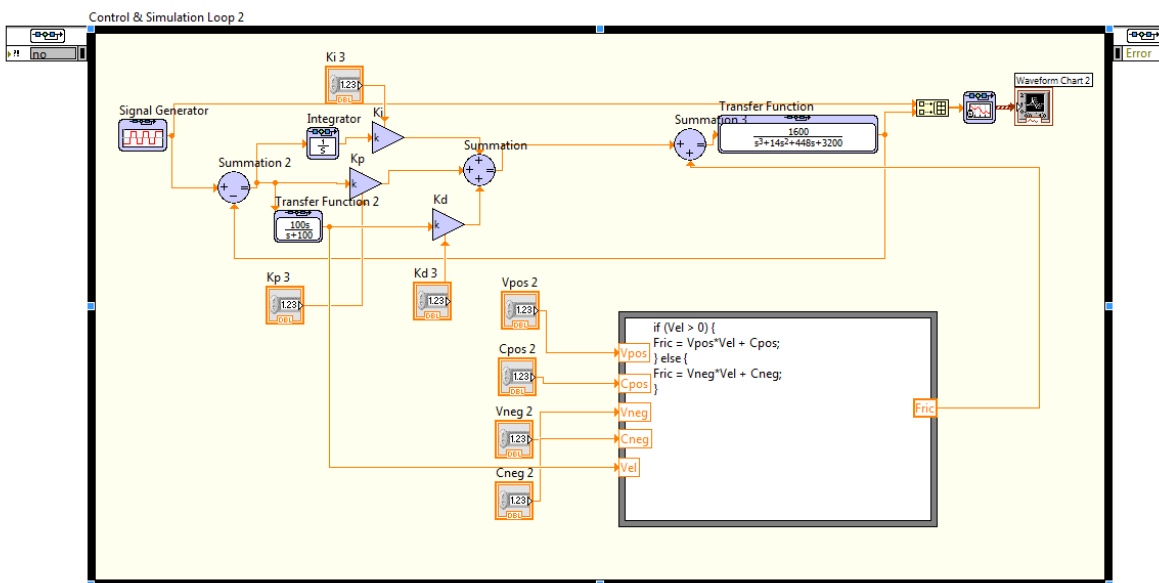 Control & Simulation Loop 2
no
Error
Ki 3
1.23
DBL
Waveform Chart 2
Signal Generator
Integrator
1
s
Ki
k
Transfer Function
1600
s³+14s²+448s+3200
Summation 3
Summation
Summation 2
Kp
k
Transfer Function 2
100s
s+100
Kd
k
Kp 3
1.23
DBL
Kd 3
1.23
DBL
Vpos 2
1.23
DBL
Cpos 2
1.23
DBL
Vneg 2
1.23
DBL
Cneg 2
1.23
DBL
Vpos
Cpos
Vneg
Cneg
Vel
if (Vel > 0) {
Fric = Vpos*Vel + Cpos;
} else {
Fric = Vneg*Vel + Cneg;
}
Fric